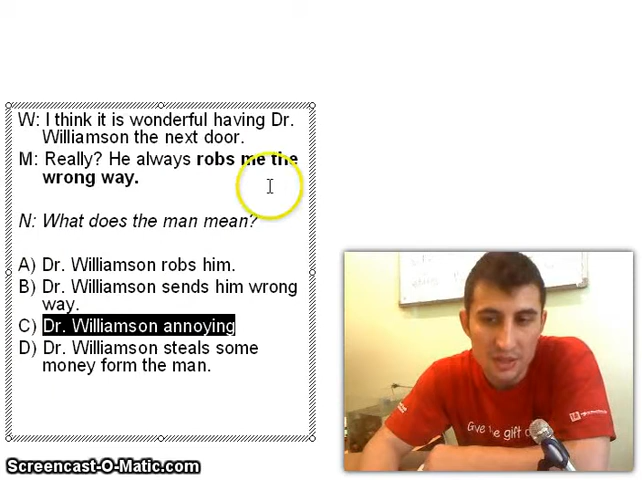 W: I think it is wonderful having Dr.
Williamson the next door.
M: Really? He always robs me the
wrong way.
N: What does the man mean?
A) Dr. Williamson robs him.
B) Dr. Williamson sends him wrong
way.
C) Dr. Williamson annoying
D) Dr. Williamson steals some
money form the man.
Give the gift
Screencast-O-Matic.com